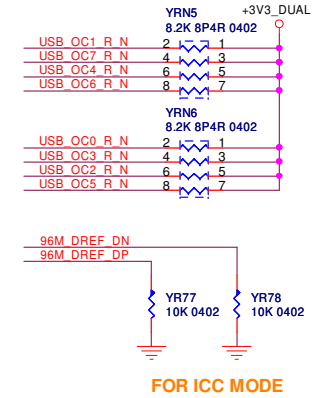 YRN5 +3V3_DUAL
8.2K 8P4R 0402
USB_OC1_R_N 2 1
USB_OC7_R_N 4 3
USB_OC4_R_N 6 5
USB_OC6_R_N 8 7
YRN6
8.2K 8P4R 0402
USB_OC0_R_N 2 1
USB_OC3_R_N 4 3
USB_OC2_R_N 6 5
USB_OC5_R_N 8 7
96M_DREF_DN
96M_DREF_DP
YR77 YR78
10K 0402 10K 0402
FOR ICC MODE